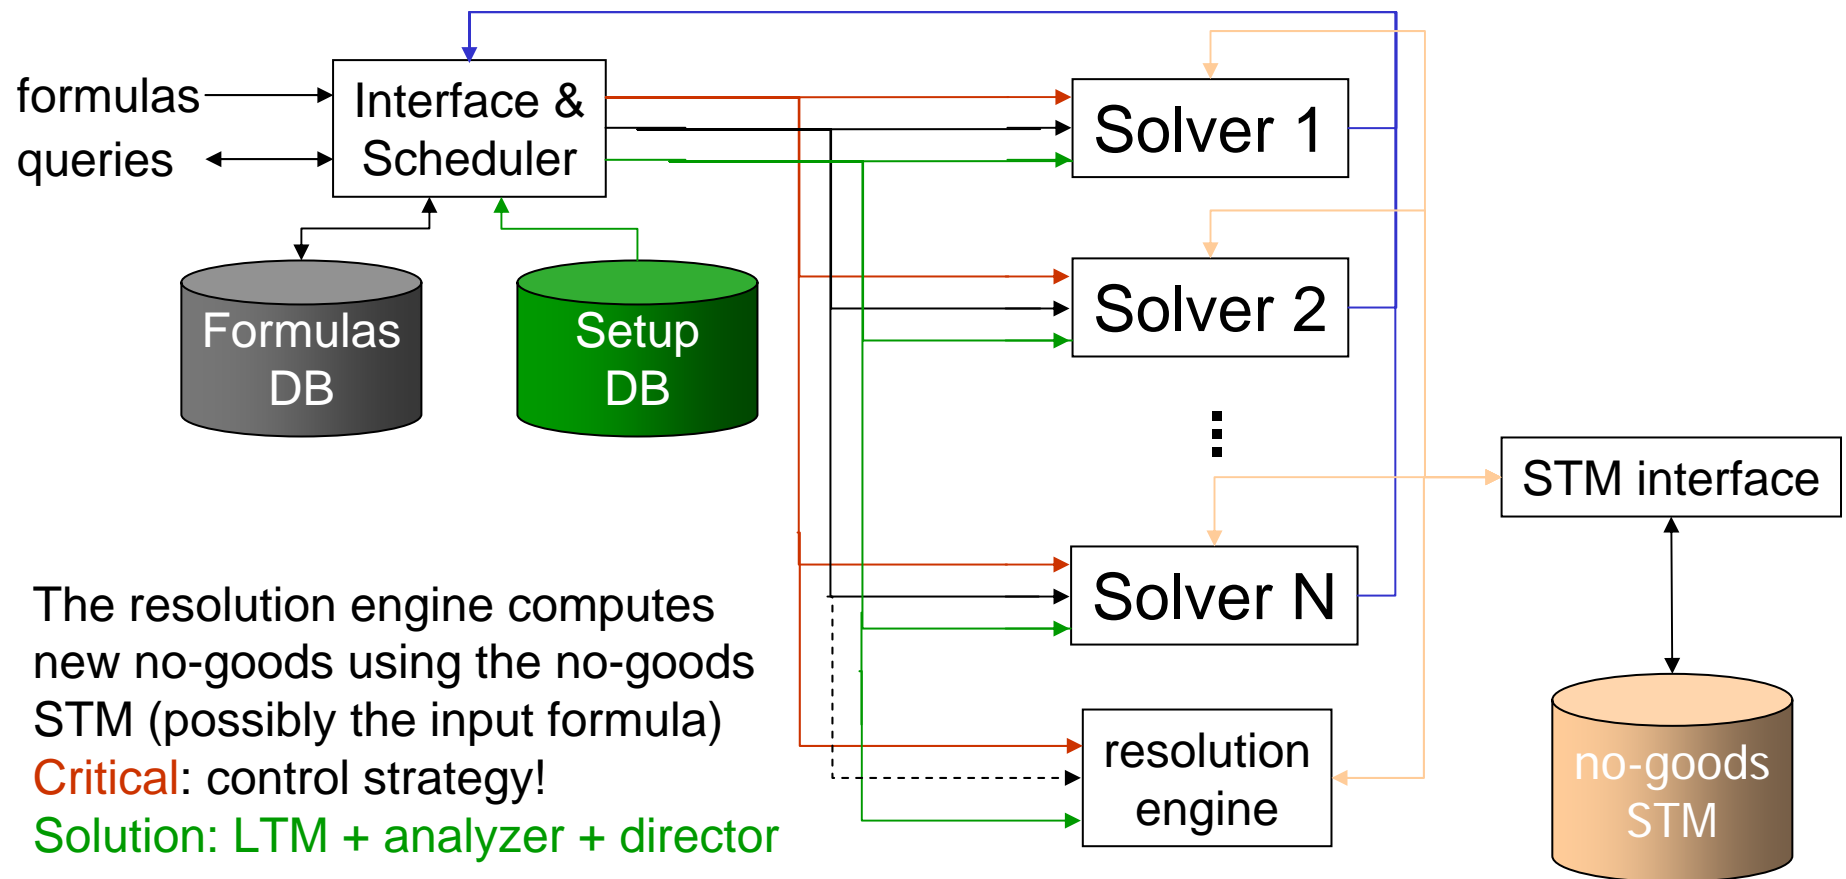 formulas
queries
Interface &
Scheduler
Formulas
DB
Setup
DB
Solver 1
Solver 2
Solver N
resolution
engine
STM interface
no-goods
STM
The resolution engine computes
new no-goods using the no-goods
STM (possibly the input formula)
Critical: control strategy!
Solution: LTM + analyzer + director